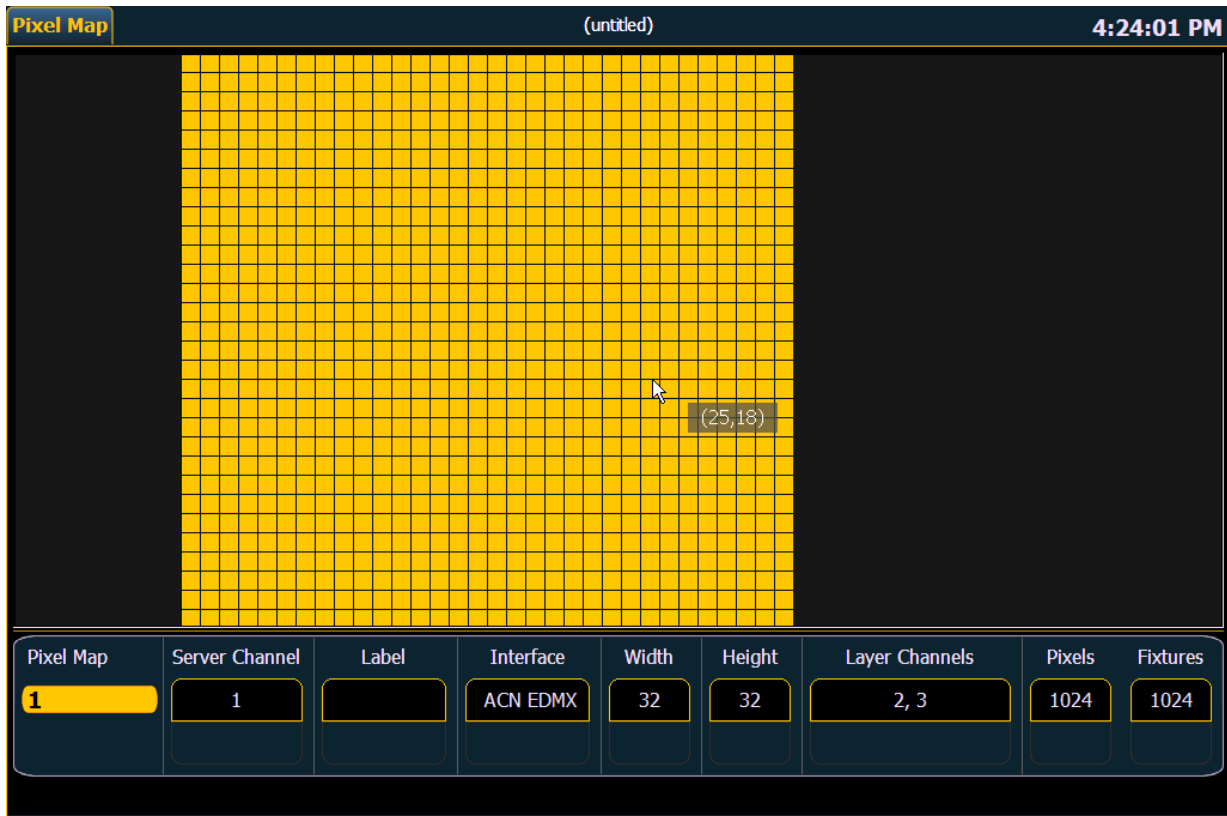 Pixel Map (untitled) 4:24:01 PM
(25,18)
Pixel Map Server Channel Label Interface Width Height Layer Channels Pixels Fixtures
1 1 ACN EDMX 32 32 2, 3 1024 1024